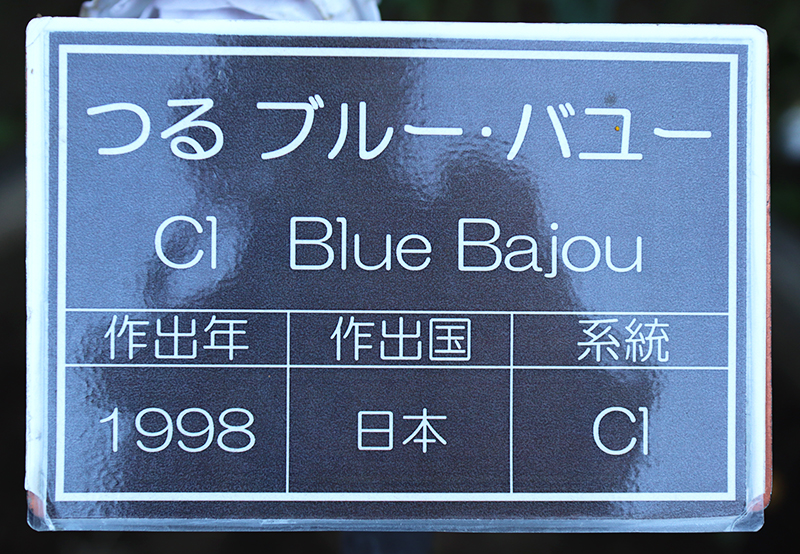 つる ブルー・バユー
Cl Blue Bajou
作出年 作出国 系統
1998 日本 Cl